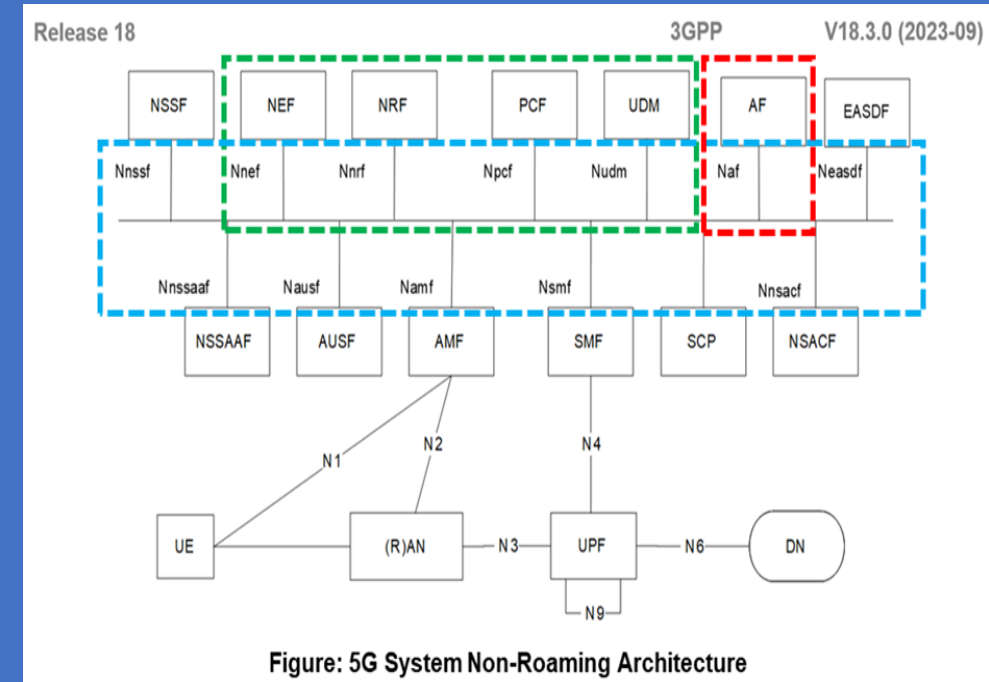 Release 18 3GPP V18.3.0 (2023-09)
NSSF NEF NRF PCF UDM AF EASDF
Nnssf Nnef Nnrf Npcf Nudm Naf Neasdf
Nnssaaf Nausf Namf Nsmf Nnsacf
NSSAAF AUSF AMF SMF SCP NSACF
N1 N2 N4
UE (R)AN N3 UPF N6 DN
N9
Figure: 5G System Non-Roaming Architecture